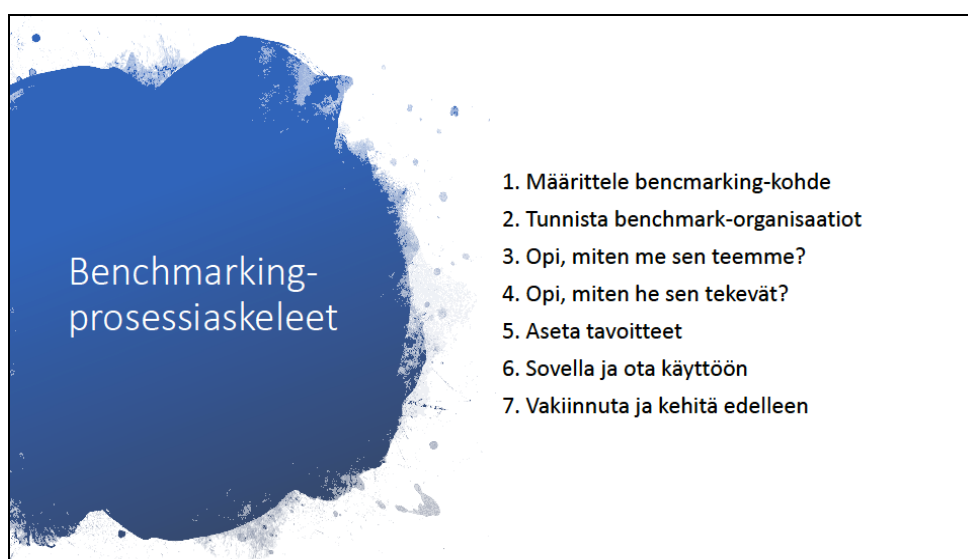 Benchmarking-
prosessiaskeleet
1. Määrittele bencmarking-kohde
2. Tunnista benchmark-organisaatiot
3. Opi, miten me sen teemme?
4. Opi, miten he sen tekevät?
5. Aseta tavoitteet
6. Sovella ja ota käyttöön
7. Vakiinnuta ja kehitä edelleen